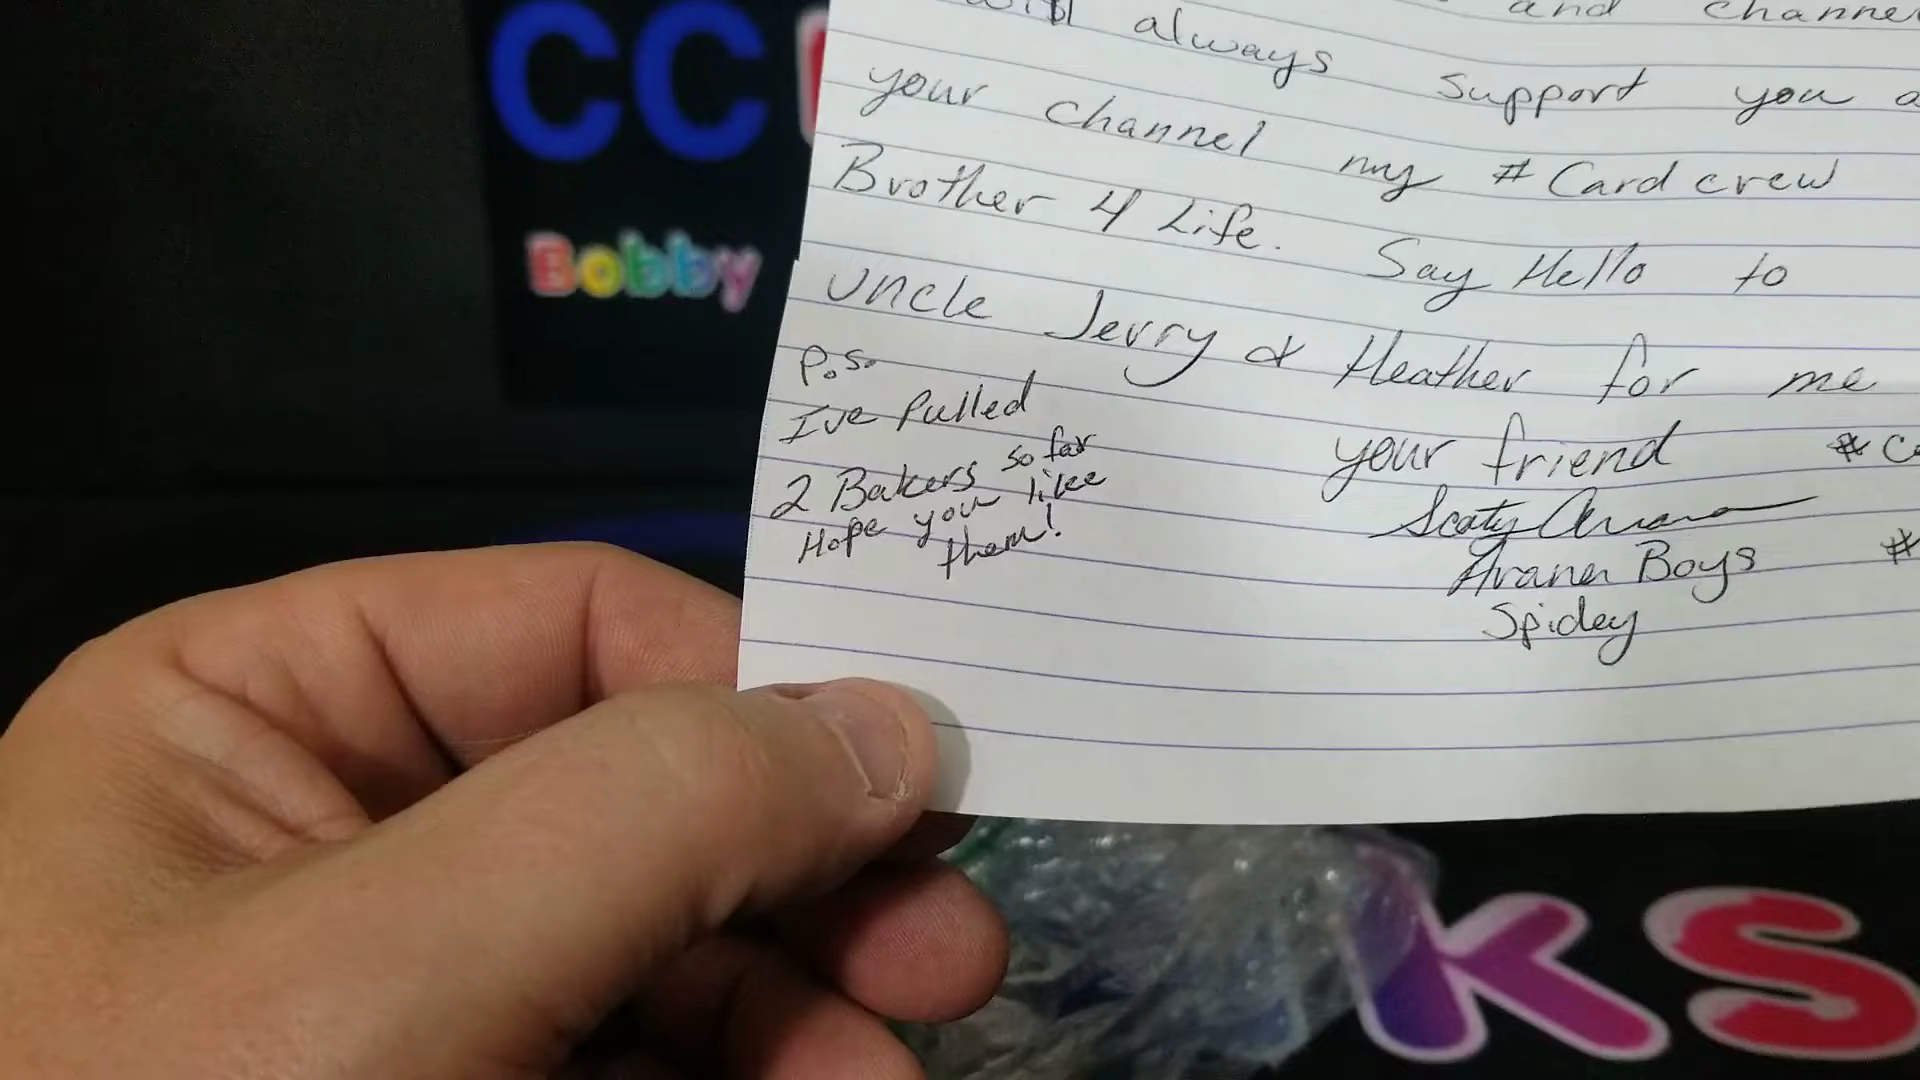 CC
Bobby
and channe
will always support you a
your channel my # Card crew
Brother 4 Life. Say Hello to
Uncle Jerry & Heather for me
P.S.
I've Pulled
2 Bakers so far
Hope you like
them!
your friend # C
Boys #
Spidey
KS